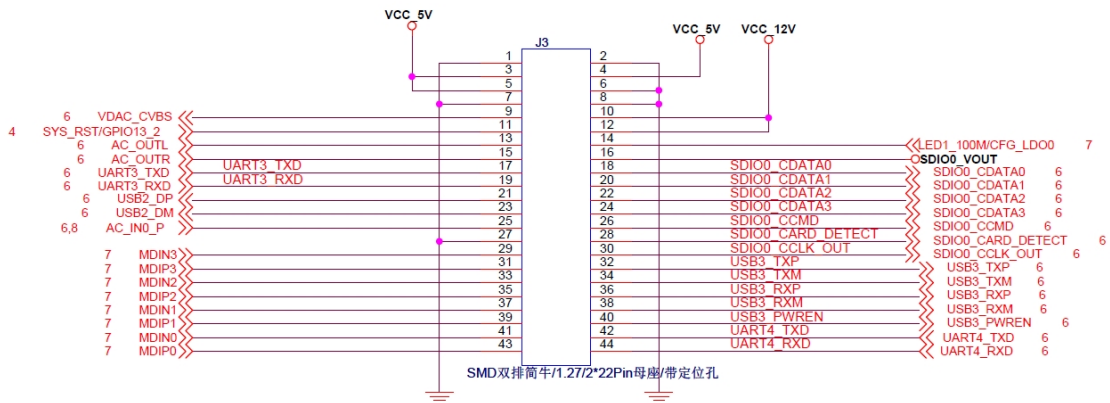 VCC_5V
VCC_5V VCC_12V
J3
1 2
3 4
5 6
7 8
6 VDAC_CVBS 9 10
4 SYS_RST/GPIO13_2 11 12
6 AC_OUTL 13 14 LED1_100M/CFG_LDO0 7
6 AC_OUTR 15 16 SDIO0_VOUT
6 UART3_TXD UART3_TXD 17 18 SDIO0_CDATA0 SDIO0_CDATA0 6
6 UART3_RXD UART3_RXD 19 20 SDIO0_CDATA1 SDIO0_CDATA1 6
6 USB2_DP 21 22 SDIO0_CDATA2 SDIO0_CDATA2 6
6 USB2_DM 23 24 SDIO0_CDATA3 SDIO0_CDATA3 6
6,8 AC_IN0_P 25 26 SDIO0_CCMD SDIO0_CCMD 6
27 28 SDIO0_CARD_DETECT SDIO0_CARD_DETECT 6
7 MDIN3 29 30 SDIO0_CCLK_OUT SDIO0_CCLK_OUT 6
7 MDIP3 31 32 USB3_TXP USB3_TXP 6
7 MDIN2 33 34 USB3_TXM USB3_TXM 6
7 MDIP2 35 36 USB3_RXP USB3_RXP 6
7 MDIN1 37 38 USB3_RXM USB3_RXM 6
7 MDIP1 39 40 USB3_PWREN USB3_PWREN 6
7 MDIN0 41 42 UART4_TXD UART4_TXD 6
7 MDIP0 43 44 UART4_RXD UART4_RXD 6
SMD双排简牛/1.27/2*22Pin母座/带定位孔